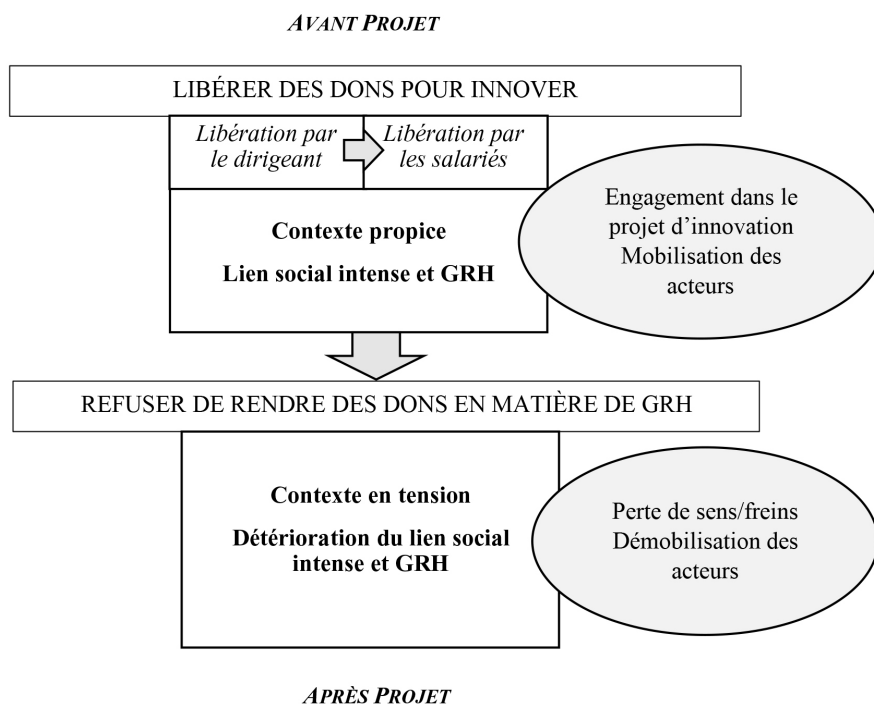 AVANT PROJET
LIBÉRER DES DONS POUR INNOVER
Libération par
le dirigeant
Libération par
les salariés
Contexte propice
Lien social intense et GRH
Engagement dans le
projet d’innovation
Mobilisation des
acteurs
REFUSER DE RENDRE DES DONS EN MATIÈRE DE GRH
Contexte en tension
Détérioration du lien social
intense et GRH
Perte de sens/freins
Démobilisation des
acteurs
APRÈS PROJET